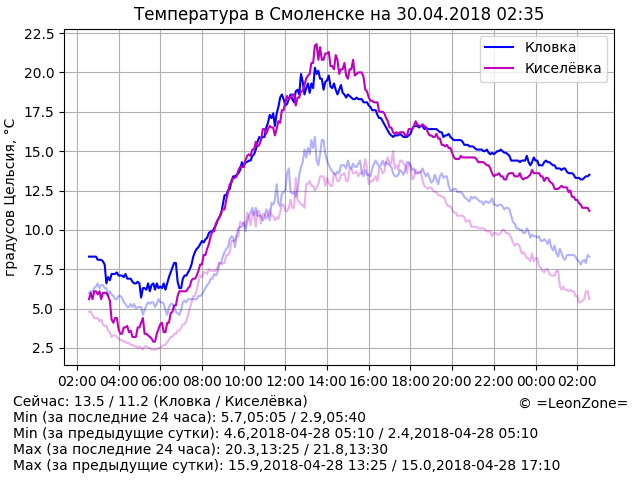 Температура в Смоленске на 30.04.2018 02:35
градусов Цельсия, °C
22.5
20.0
17.5
15.0
12.5
10.0
7.5
5.0
2.5
Кловка
Киселёвка
02:00 04:00 06:00 08:00 10:00 12:00 14:00 16:00 18:00 20:00 22:00 00:00 02:00
Сейчас: 13.5 / 11.2 (Кловка / Киселёвка)
© =LeonZone=
Min (за последние 24 часа): 5.7,05:05 / 2.9,05:40
Min (за предыдущие сутки): 4.6,2018-04-28 05:10 / 2.4,2018-04-28 05:10
Max (за последние 24 часа): 20.3,13:25 / 21.8,13:30
Max (за предыдущие сутки): 15.9,2018-04-28 13:25 / 15.0,2018-04-28 17:10